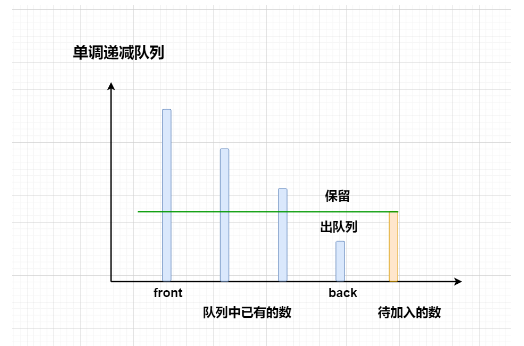 单调递减队列
保留
出队列
front
back
队列中已有的数
待加入的数